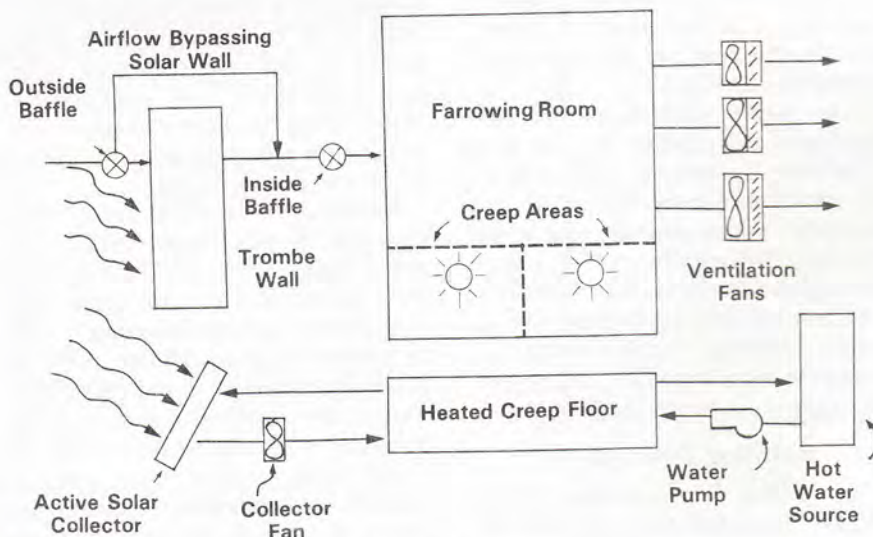 Airflow Bypassing
Solar Wall
Outside
Baffle
Farrowing Room
Inside
Baffle
Creep Areas
Trombe
Wall
Ventilation
Fans
Heated Creep Floor
Active Solar
Collector
Collector
Fan
Water
Pump
Hot
Water
Source